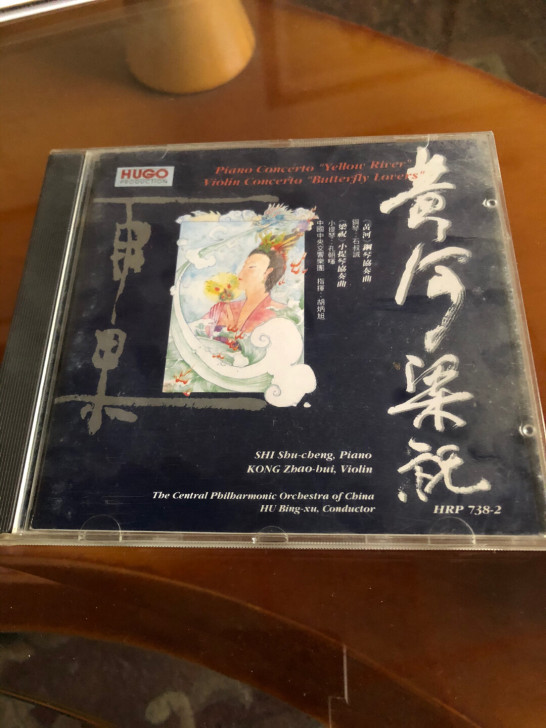 HUGO
PRODUCTION
Piano Concerto "Yellow River"
Violin Concerto "Butterfly Lovers"
黃河 梁祝
「黃河」鋼琴協奏曲
鋼琴：石叔誠
「梁祝」小提琴協奏曲
小提琴：孔朝暉
中國中央交響樂團 指揮：胡炳旭
SHI Shu-cheng, Piano
KONG Zhao-hui, Violin
The Central Philharmonic Orchestra of China
HU Bing-xu, Conductor
HRP 738-2